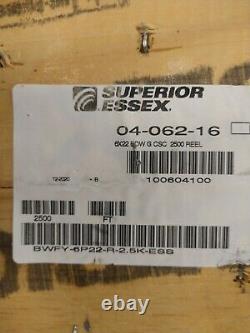 SUPERIOR
ESSEX.
04-062-16
6X22 BDW G CSC 2500 REEL
- B
100604100
2500 FT
BWFY-6P22-R-2.5K-ESS